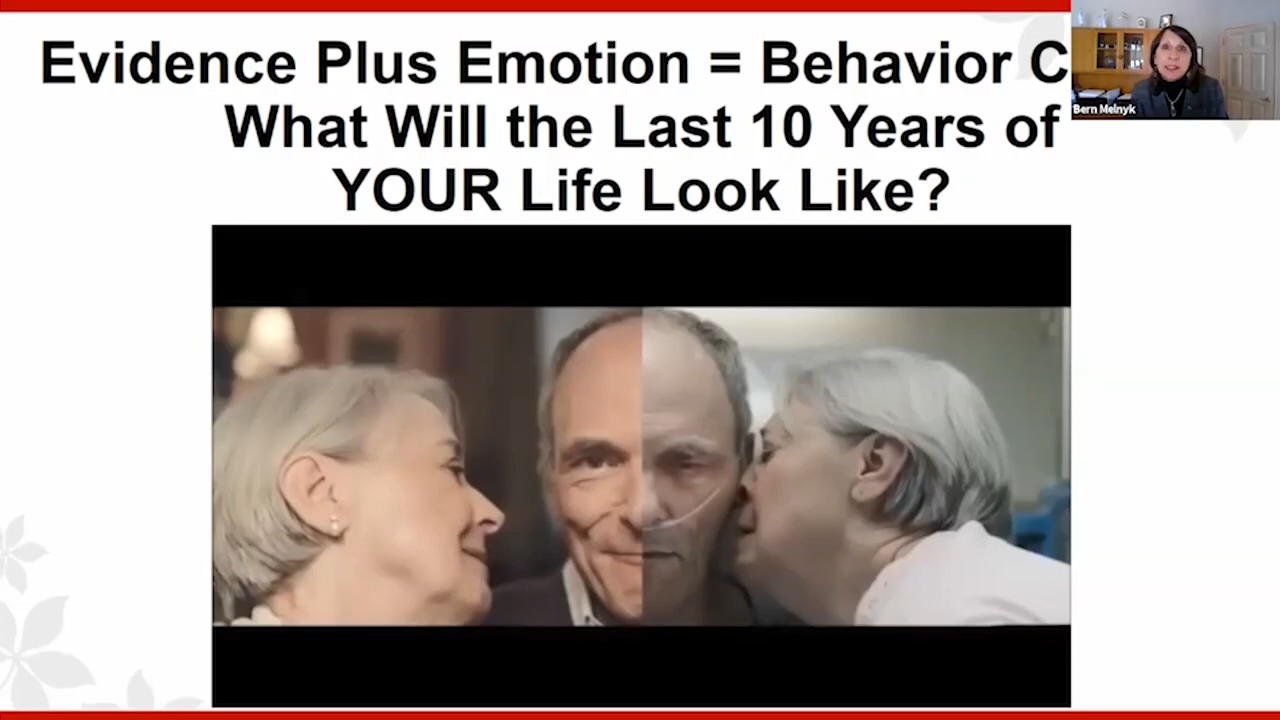 Evidence Plus Emotion = Behavior C
What Will the Last 10 Years of
YOUR Life Look Like?
Bern Melnyk